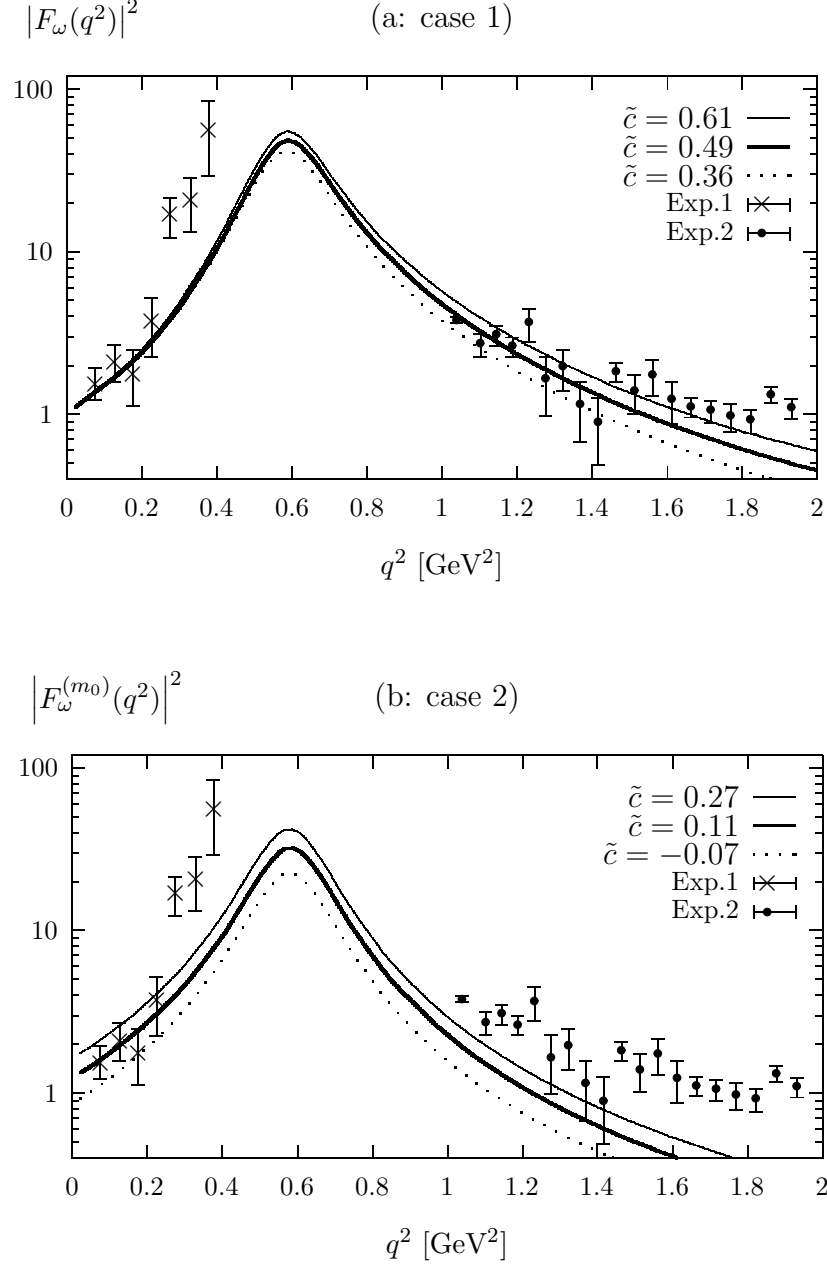 |F_ω(q²)|² (a: case 1)
100
10
1
c̃ = 0.61
c̃ = 0.49
c̃ = 0.36
Exp.1
Exp.2
0 0.2 0.4 0.6 0.8 1 1.2 1.4 1.6 1.8 2
q² [GeV²]
|F_ω^(m₀)(q²)|² (b: case 2)
100
10
1
c̃ = 0.27
c̃ = 0.11
c̃ = −0.07
Exp.1
Exp.2
0 0.2 0.4 0.6 0.8 1 1.2 1.4 1.6 1.8 2
q² [GeV²]